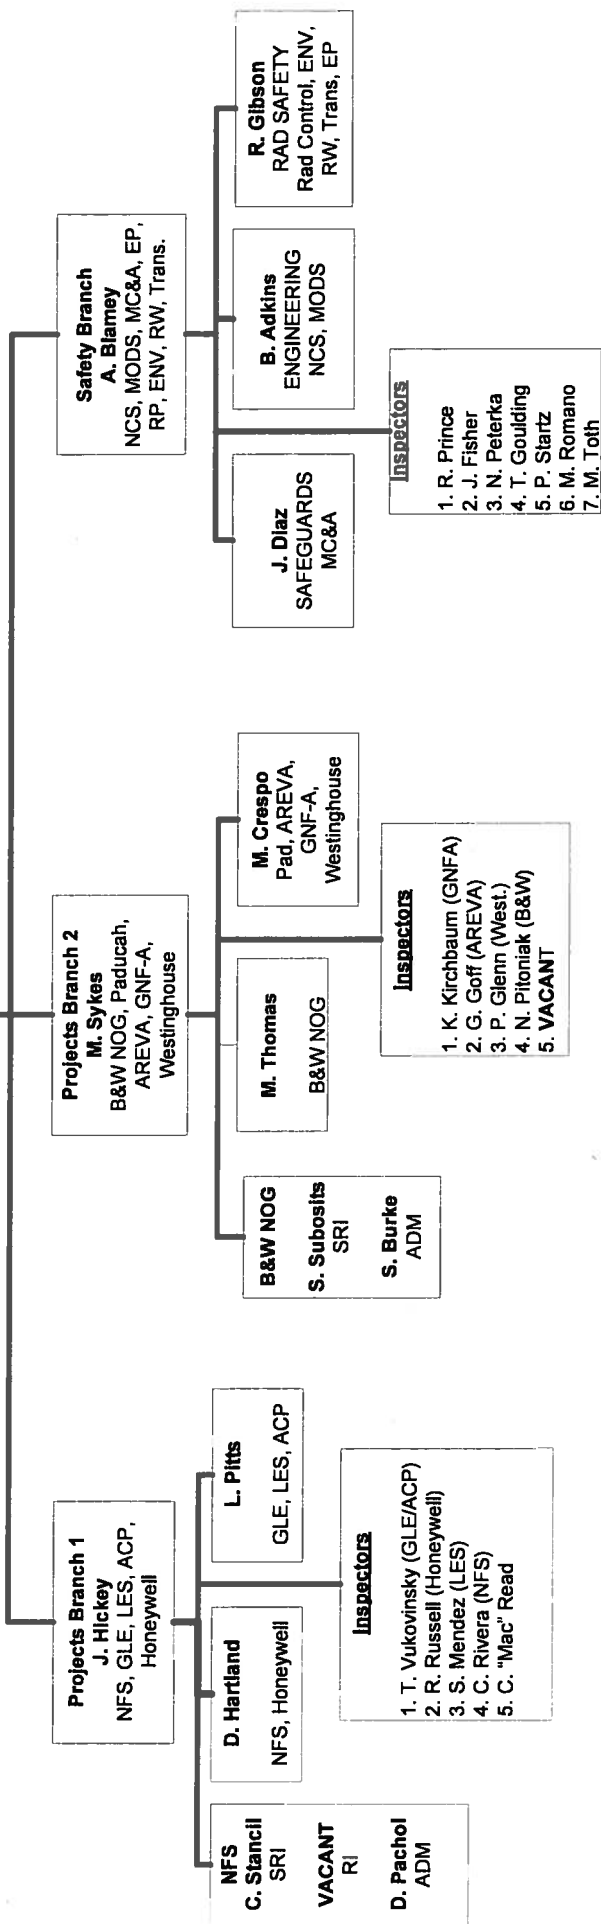 Projects Branch 1
J. Hickey
NFS, GLE, LES, ACP,
Honeywell
NFS
C. Stancil
SRI
VACANT
RI
D. Pachol
ADM
D. Hartland
NFS, Honeywell
L. Pitts
GLE, LES, ACP
Inspectors
1. T. Vukovinsky (GLE/ACP)
2. R. Russell (Honeywell)
3. S. Mendez (LES)
4. C. Rivera (NFS)
5. C. "Mac" Read
Projects Branch 2
M. Sykes
B&W NOG, Paducah,
AREVA, GNF-A,
Westinghouse
B&W NOG
S. Subosits
SRI
S. Burke
ADM
M. Thomas
B&W NOG
M. Crespo
Pad, AREVA,
GNF-A,
Westinghouse
Inspectors
1. K. Kirchbaum (GNFA)
2. G. Goff (AREVA)
3. P. Glenn (West.)
4. N. Pitoniak (B&W)
5. VACANT
Safety Branch
A. Blamey
NCS, MODS, MC&A, EP,
RP, ENV, RW, Trans.
J. Diaz
SAFEGUARDS
MC&A
B. Adkins
ENGINEERING
NCS, MODS
R. Gibson
RAD SAFETY
Rad Control, ENV,
RW, Trans, EP
Inspectors
1. R. Prince
2. J. Fisher
3. N. Peterka
4. T. Goulding
5. P. Startz
6. M. Romano
7. M. Toth